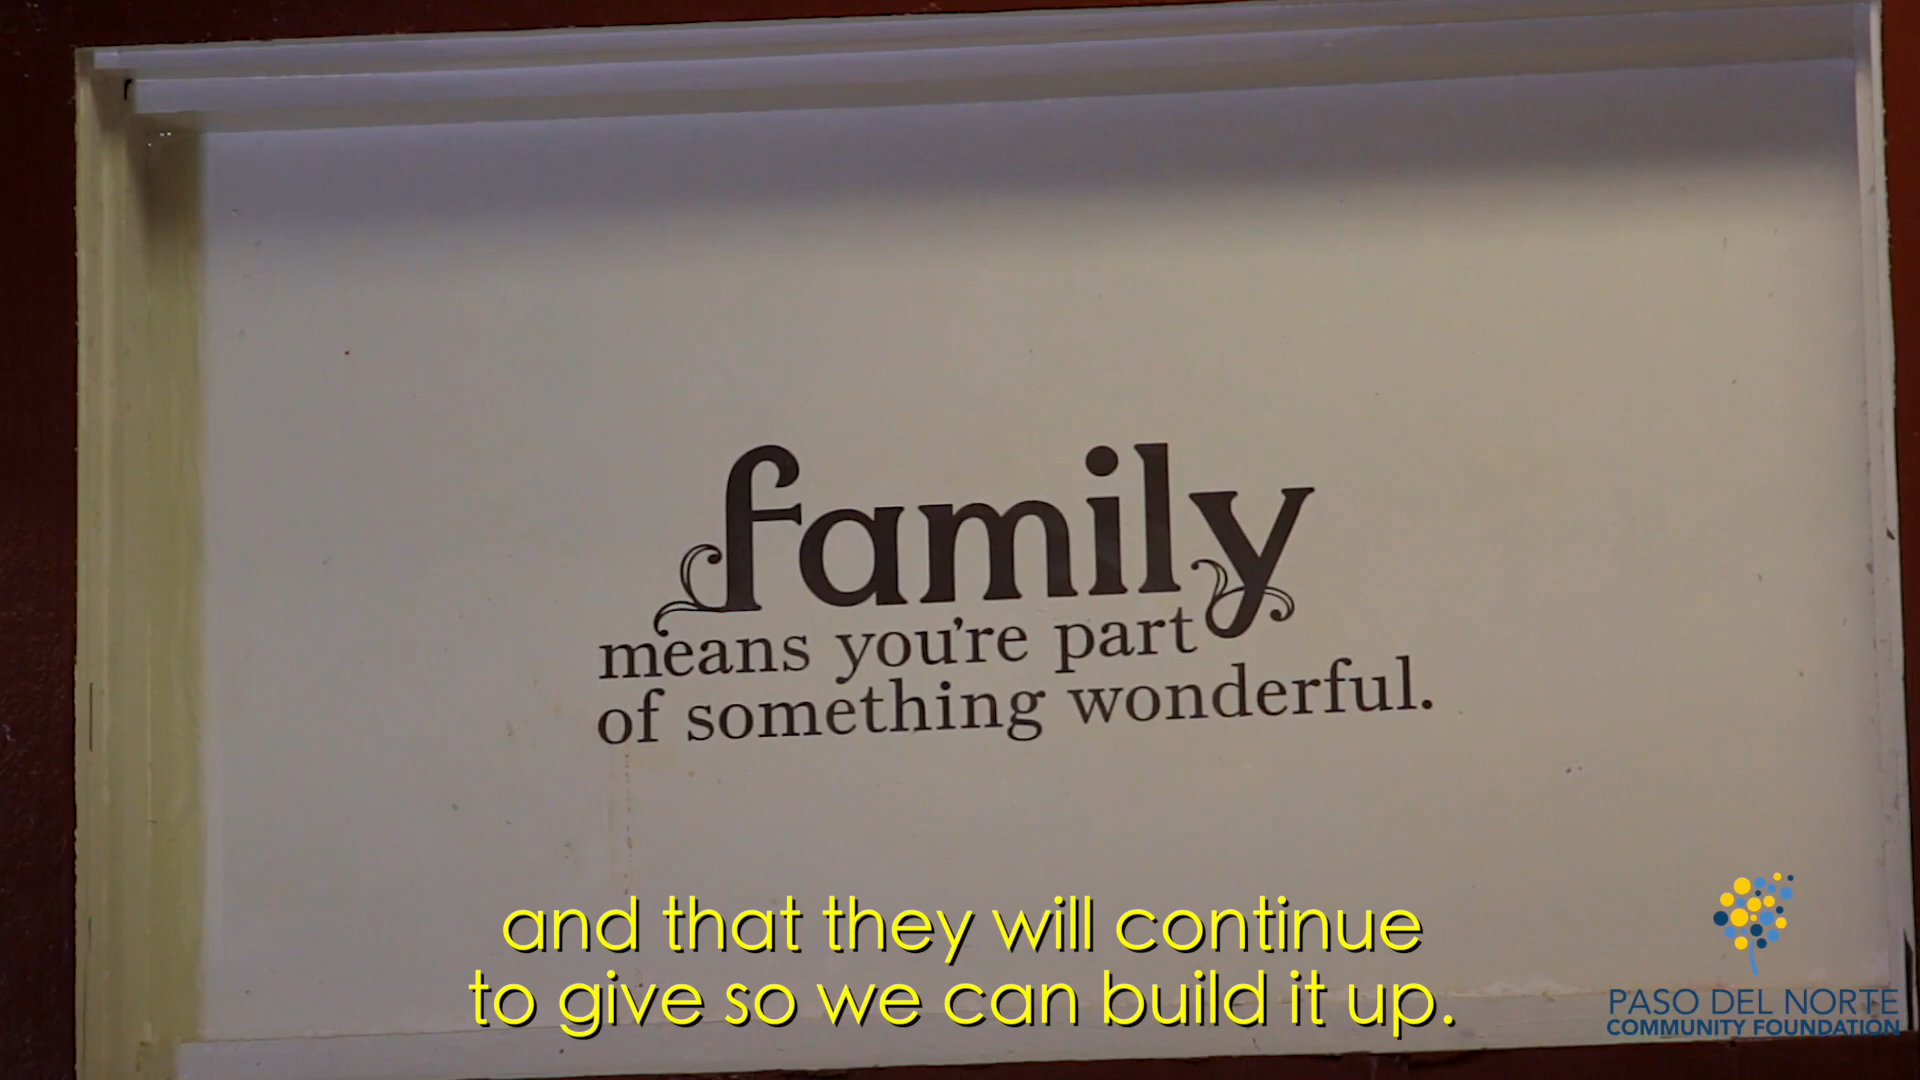 family
means you're part
of something wonderful.
and that they will continue
to give so we can build it up.
PASO DEL NORTE
COMMUNITY FOUNDATION